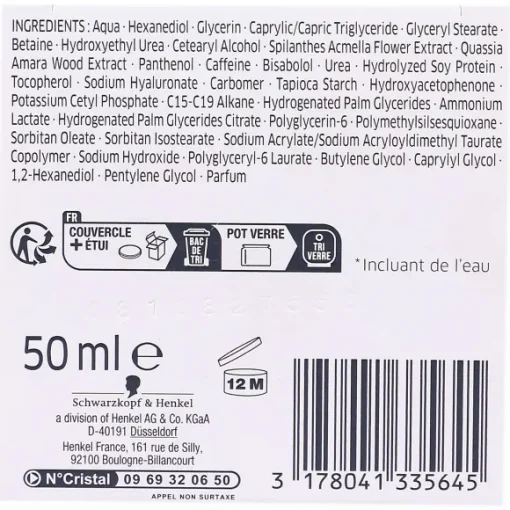 INGREDIENTS : Aqua · Hexanediol · Glycerin · Caprylic/Capric Triglyceride · Glyceryl Stearate ·
Betaine · Hydroxyethyl Urea · Cetearyl Alcohol · Spilanthes Acmella Flower Extract · Quassia
Amara Wood Extract · Panthenol · Caffeine · Bisabolol · Urea · Hydrolyzed Soy Protein ·
Tocopherol · Sodium Hyaluronate · Carbomer · Tapioca Starch · Hydroxyacetophenone ·
Potassium Cetyl Phosphate · C15-C19 Alkane · Hydrogenated Palm Glycerides · Ammonium
Lactate · Hydrogenated Palm Glycerides Citrate · Polyglycerin-6 · Polymethylsilsesquioxane ·
Sorbitan Oleate · Sorbitan Isostearate · Sodium Acrylate/Sodium Acryloyldimethyl Taurate
Copolymer · Sodium Hydroxide · Polyglyceryl-6 Laurate · Butylene Glycol · Caprylyl Glycol ·
1,2-Hexanediol · Pentylene Glycol · Parfum
FR
COUVERCLE
+ ÉTUI
BAC
DE
TRI
POT VERRE
TRI
VERRE
*Incluant de l'eau
50 ml e
12 M
Schwarzkopf & Henkel
a division of Henkel AG & Co. KGaA
D-40191 Düsseldorf
Henkel France, 161 rue de Silly,
92100 Boulogne-Billancourt
N°Cristal 09 69 32 06 50
APPEL NON SURTAXE
3 178041 335645